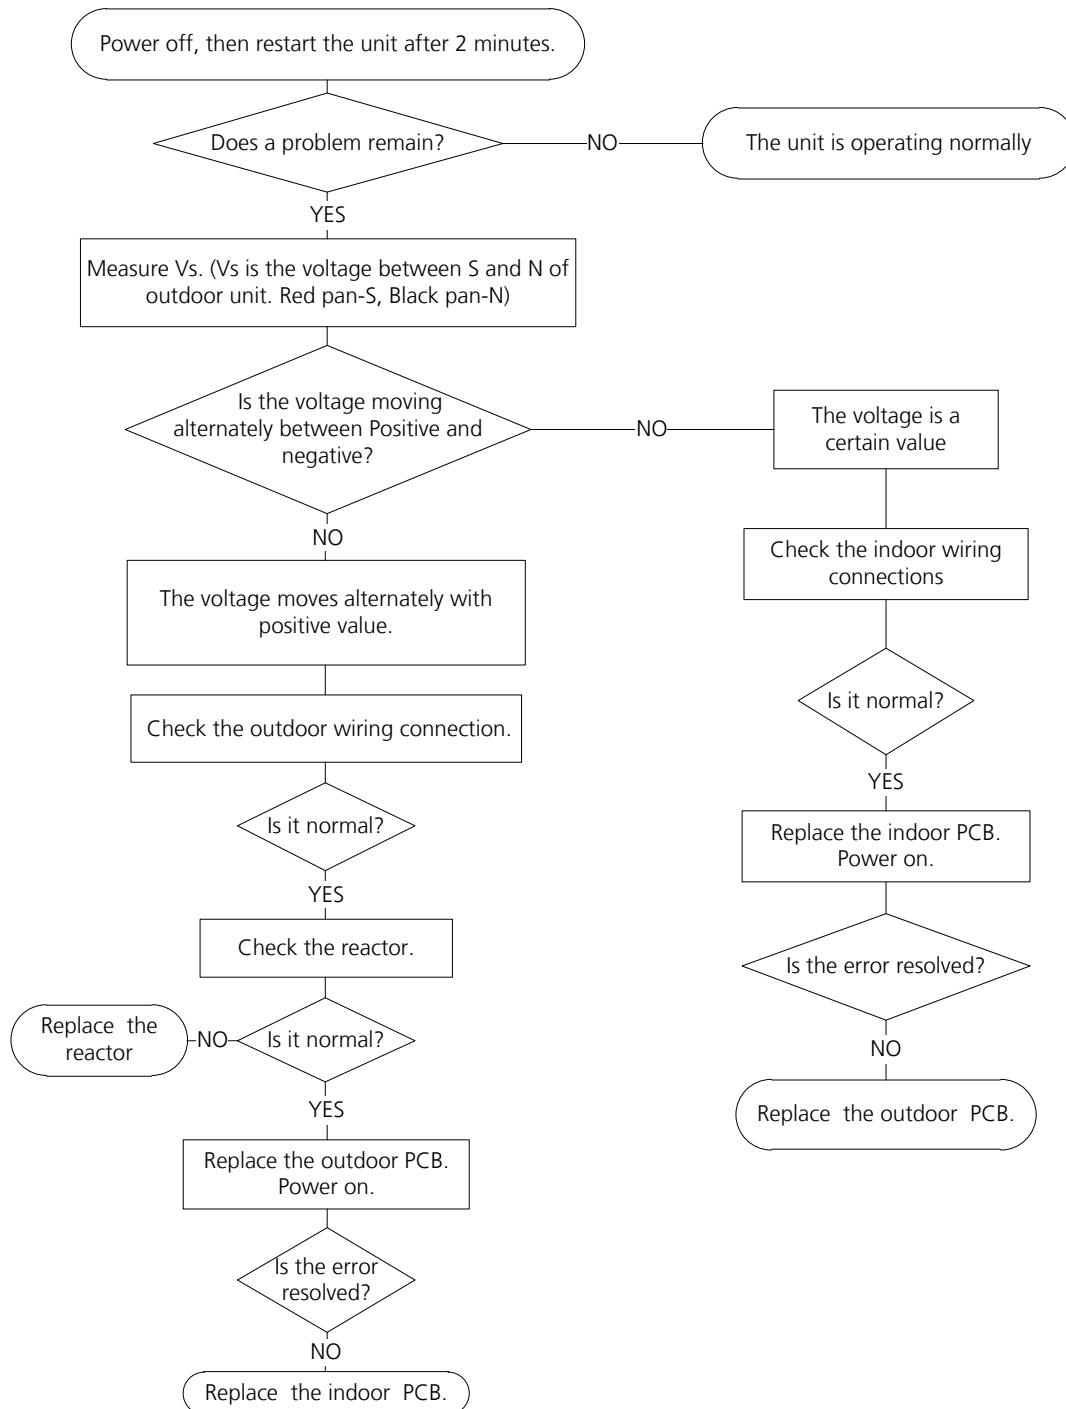 Power off, then restart the unit after 2 minutes.
Does a problem remain?
NO
The unit is operating normally
YES
Measure Vs. (Vs is the voltage between S and N of
outdoor unit. Red pan-S, Black pan-N)
Is the voltage moving
alternately between Positive and
negative?
NO
The voltage is a
certain value
NO
The voltage moves alternately with
positive value.
Check the outdoor wiring connection.
Is it normal?
YES
Check the reactor.
Is it normal?
NO
Replace the
reactor
YES
Replace the outdoor PCB.
Power on.
Is the error
resolved?
NO
Replace the indoor PCB.
Check the indoor wiring
connections
Is it normal?
YES
Replace the indoor PCB.
Power on.
Is the error resolved?
NO
Replace the outdoor PCB.